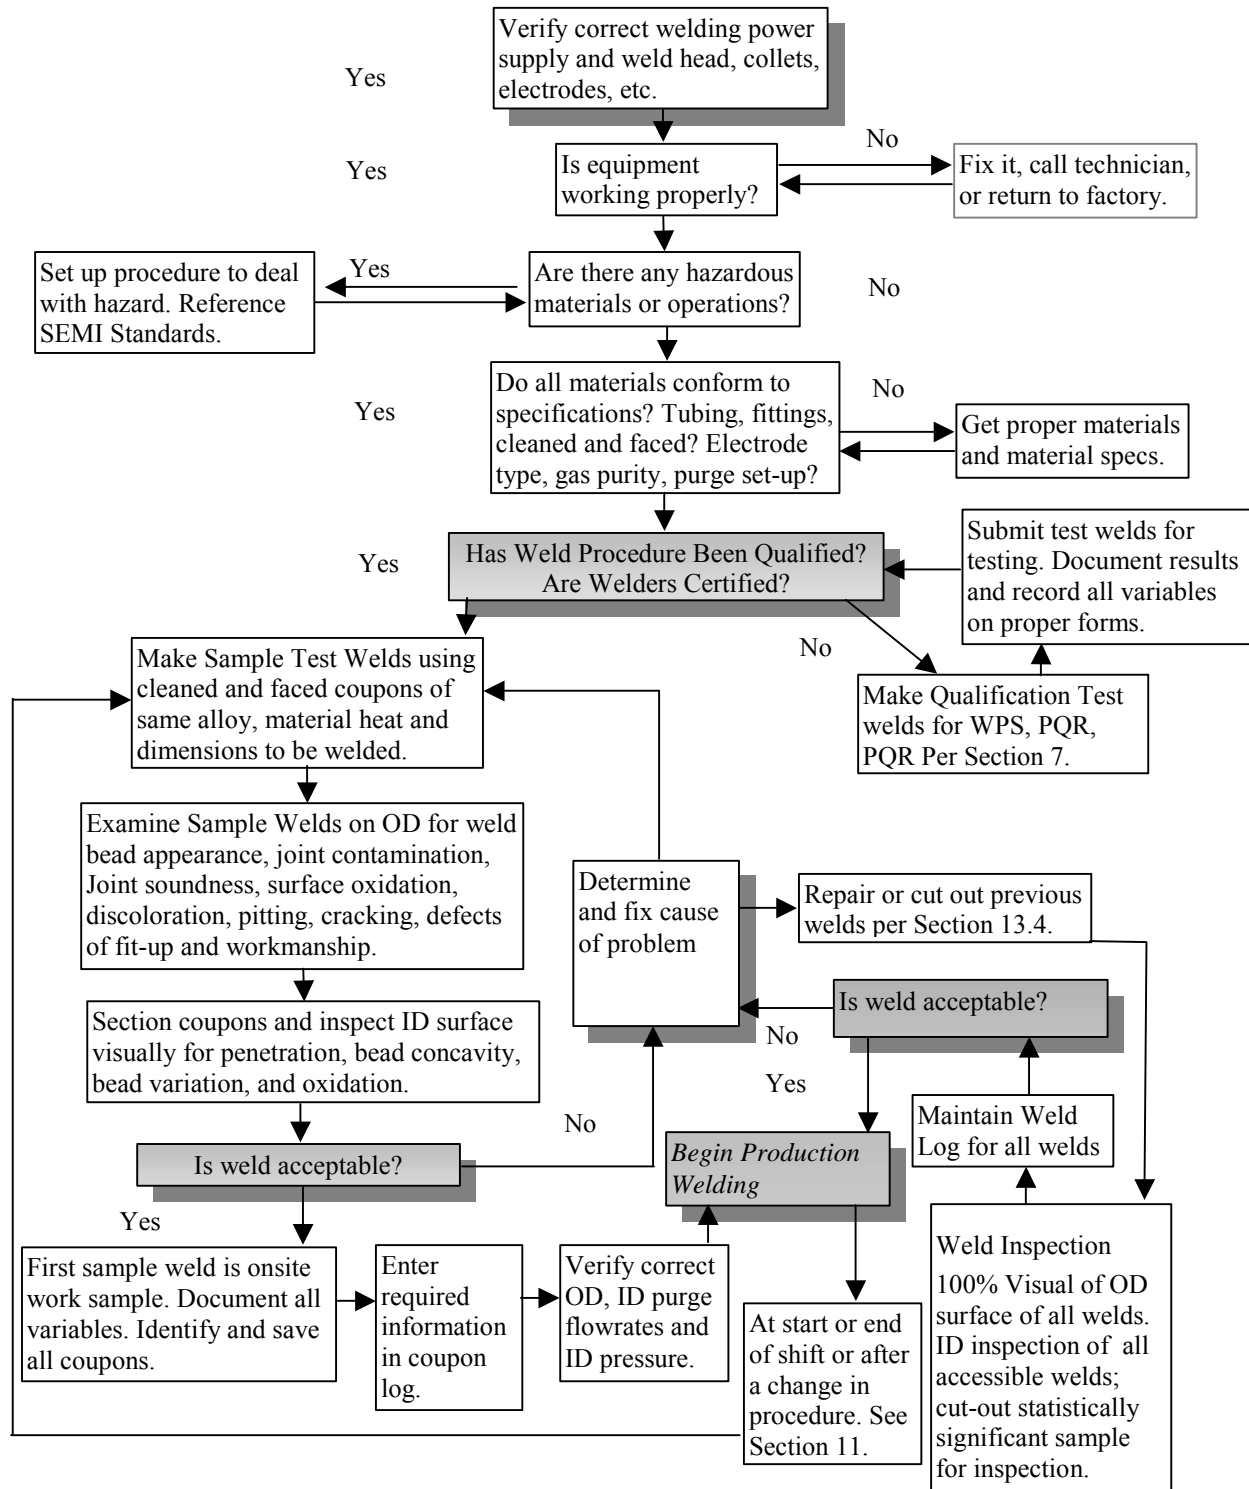 Verify correct welding power
supply and weld head, collets,
electrodes, etc.
Yes
No
Yes
Is equipment
working properly?
Fix it, call technician,
or return to factory.
Set up procedure to deal
with hazard. Reference
SEMI Standards.
Yes
Are there any hazardous
materials or operations?
No
Do all materials conform to
specifications? Tubing, fittings,
cleaned and faced? Electrode
type, gas purity, purge set-up?
Yes
No
Get proper materials
and material specs.
Has Weld Procedure Been Qualified?
Are Welders Certified?
Yes
Submit test welds for
testing. Document results
and record all variables
on proper forms.
No
Make Qualification Test
welds for WPS, PQR,
PQR Per Section 7.
Make Sample Test Welds using
cleaned and faced coupons of
same alloy, material heat and
dimensions to be welded.
Examine Sample Welds on OD for weld
bead appearance, joint contamination,
Joint soundness, surface oxidation,
discoloration, pitting, cracking, defects
of fit-up and workmanship.
Determine
and fix cause
of problem
Repair or cut out previous
welds per Section 13.4.
Section coupons and inspect ID surface
visually for penetration, bead concavity,
bead variation, and oxidation.
Is weld acceptable?
No
Yes
Maintain Weld
Log for all welds
No
Is weld acceptable?
Yes
Begin Production
Welding
First sample weld is onsite
work sample. Document all
variables. Identify and save
all coupons.
Enter
required
information
in coupon
log.
Verify correct
OD, ID purge
flowrates and
ID pressure.
At start or end
of shift or after
a change in
procedure. See
Section 11.
Weld Inspection
100% Visual of OD
surface of all welds.
ID inspection of all
accessible welds;
cut-out statistically
significant sample
for inspection.